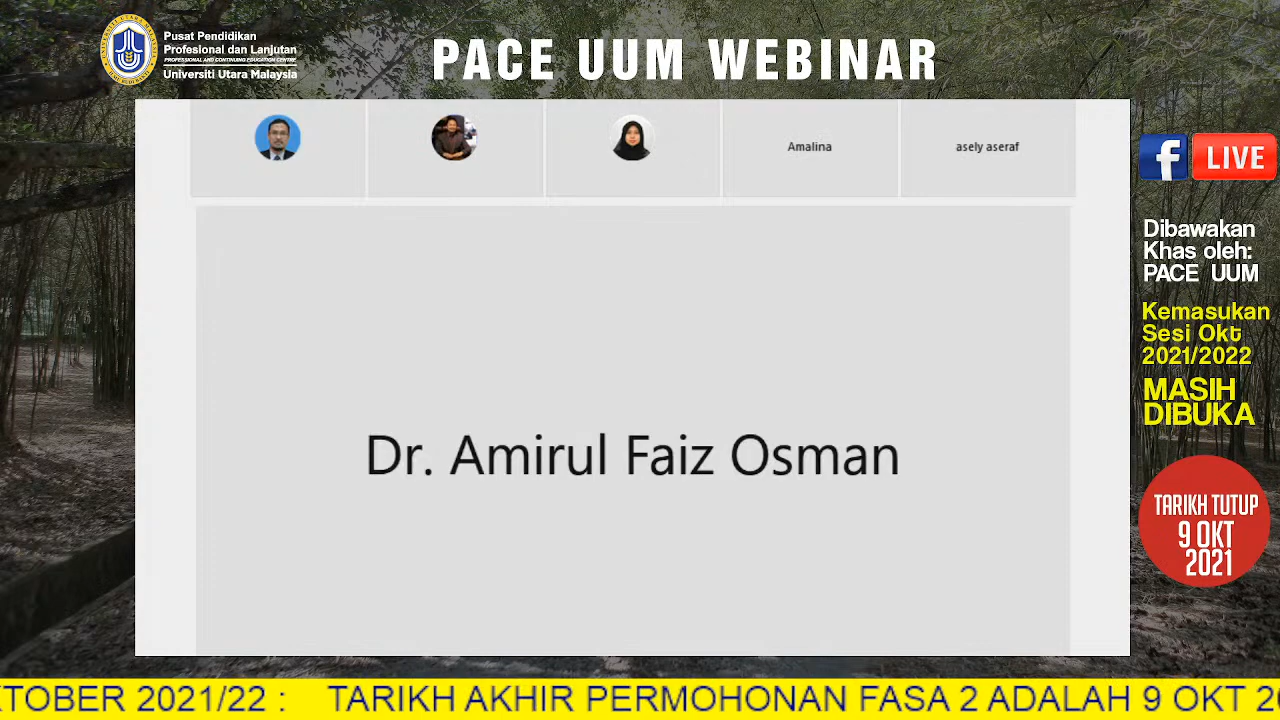 Pusat Pendidikan
Profesional dan Lanjutan
PROFESSIONAL AND CONTINUING EDUCATION CENTRE
Universiti Utara Malaysia
PACE UUM WEBINAR
Amalina
asely aseraf
Dr. Amirul Faiz Osman
f LIVE
Dibawakan
Khas oleh:
PACE UUM
Kemasukan
Sesi Okt
2021/2022
MASIH
DIBUKA
TARIKH TUTUP
9 OKT
2021
KTOBER 2021/22 : TARIKH AKHIR PERMOHONAN FASA 2 ADALAH 9 OKT 20